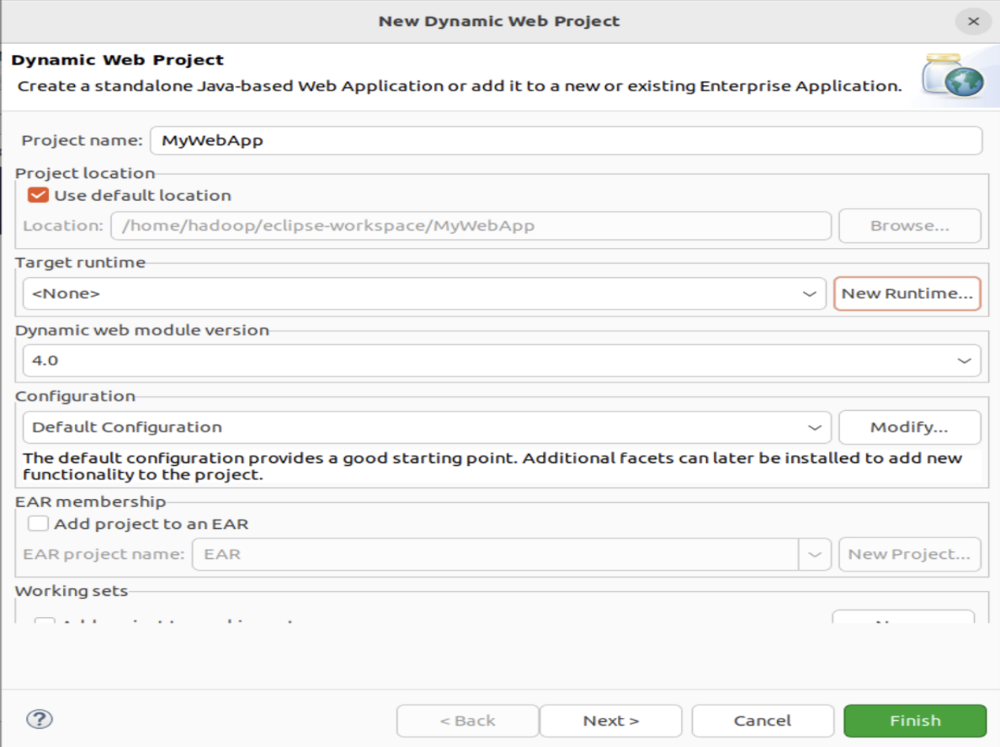 New Dynamic Web Project
Dynamic Web Project
Create a standalone Java-based Web Application or add it to a new or existing Enterprise Application.
Project name: MyWebApp
Project location
Use default location
Location: /home/hadoop/eclipse-workspace/MyWebApp Browse...
Target runtime
<None> New Runtime...
Dynamic web module version
4.0
Configuration
Default Configuration Modify...
The default configuration provides a good starting point. Additional facets can later be installed to add new
functionality to the project.
EAR membership
Add project to an EAR
EAR project name: EAR New Project...
Working sets
? < Back Next > Cancel Finish